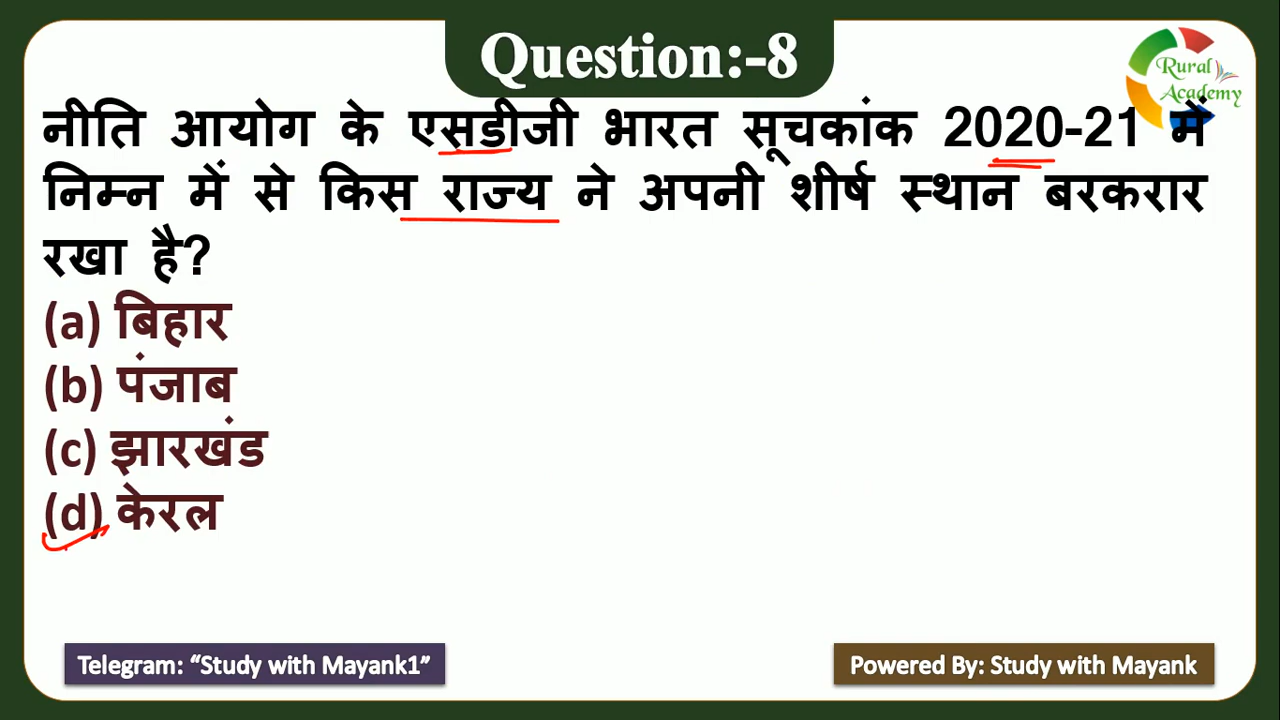 Question:-8
Rural
Academy
नीति आयोग के एसडीजी भारत सूचकांक 2020-21 में
निम्न में से किस राज्य ने अपनी शीर्ष स्थान बरकरार
रखा है?
(a) बिहार
(b) पंजाब
(c) झारखंड
(d) केरल
Telegram: “Study with Mayank1”
Powered By: Study with Mayank